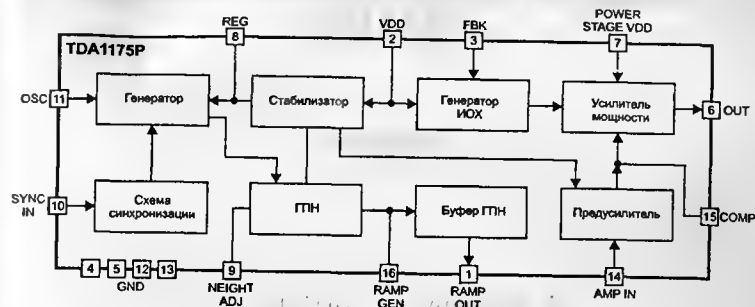 REG
8
VDD
2
FBK
3
POWER
STAGE VDD
7
TDA1175P
OSC
11
Генератор
Стабилизатор
Генератор
ИОХ
Усилитель
мощности
6
OUT
SYNC
IN
10
Схема
синхронизации
ГПН
Буфер ГПН
Предусилитель
15
COMP
4
5
12
13
GND
9
NEIGHT
ADJ
16
RAMP
GEN
1
RAMP
OUT
14
AMP IN